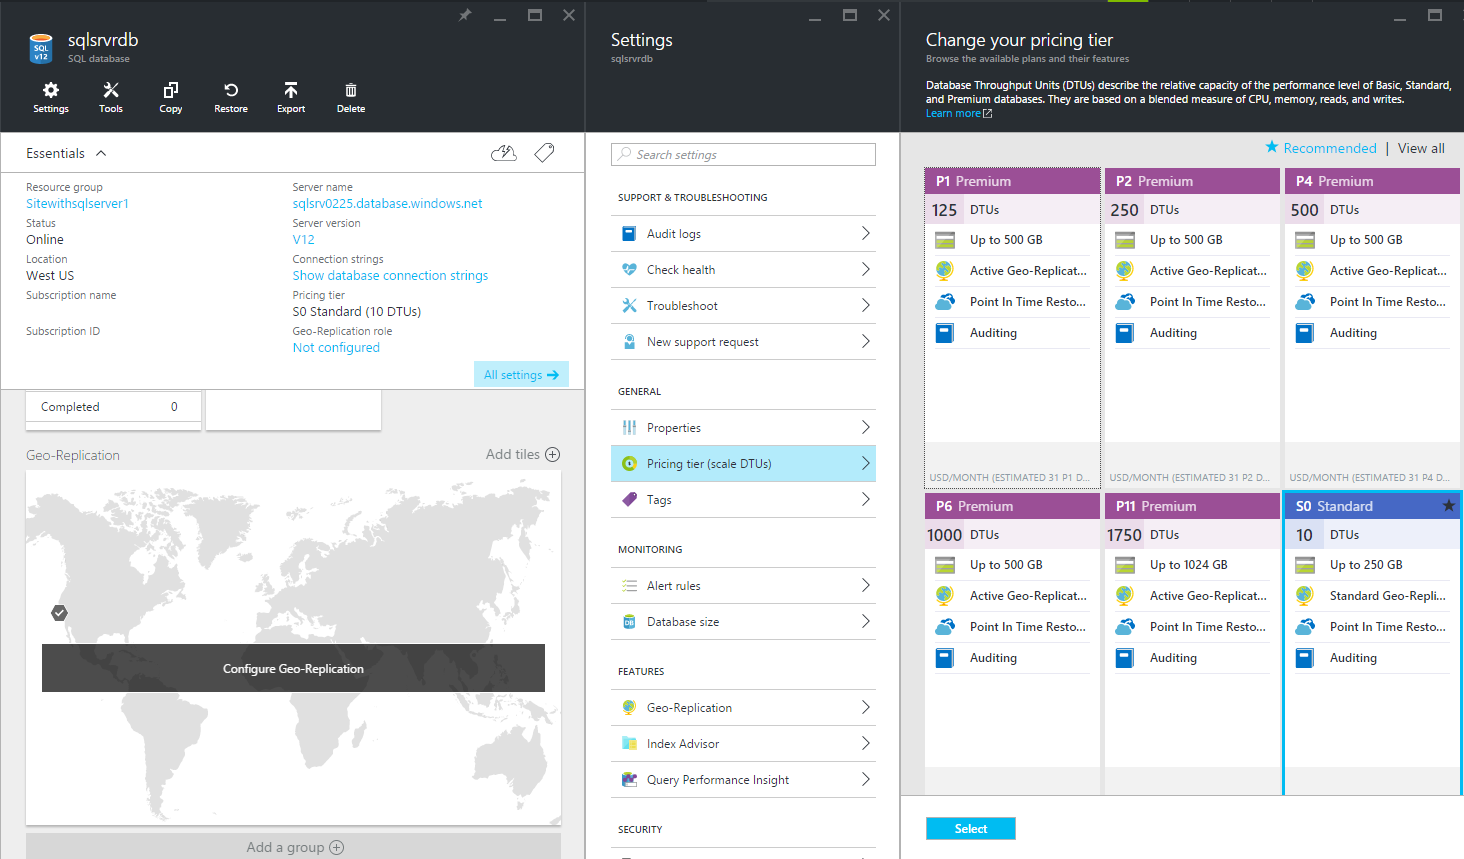 SQL
v12
sqlsrvrdb
SQL database
Settings
Tools
Copy
Restore
Export
Delete
Essentials
Resource group
Sitewithsqlserver1
Status
Online
Location
West US
Subscription name
Subscription ID
Server name
sqlsrv0225.database.windows.net
Server version
V12
Connection strings
Show database connection strings
Pricing tier
S0 Standard (10 DTUs)
Geo-Replication role
Not configured
All settings
Completed 0
Geo-Replication
Add tiles
Configure Geo-Replication
Add a group
Settings
sqlsrvrdb
Search settings
SUPPORT & TROUBLESHOOTING
Audit logs
Check health
Troubleshoot
New support request
GENERAL
Properties
Pricing tier (scale DTUs)
Tags
MONITORING
Alert rules
DB
Database size
FEATURES
Geo-Replication
Index Advisor
Query Performance Insight
SECURITY
Change your pricing tier
Browse the available plans and their features
Database Throughput Units (DTUs) describe the relative capacity of the performance level of Basic, Standard,
and Premium databases. They are based on a blended measure of CPU, memory, reads, and writes.
Learn more
Recommended | View all
P1 Premium
125 DTUs
Up to 500 GB
Active Geo-Replicat...
Point In Time Resto...
Auditing
USD/MONTH (ESTIMATED 31 P1 D...
P2 Premium
250 DTUs
Up to 500 GB
Active Geo-Replicat...
Point In Time Resto...
Auditing
USD/MONTH (ESTIMATED 31 P2 D...
P4 Premium
500 DTUs
Up to 500 GB
Active Geo-Replicat...
Point In Time Resto...
Auditing
USD/MONTH (ESTIMATED 31 P4 D...
P6 Premium
1000 DTUs
Up to 500 GB
Active Geo-Replicat...
Point In Time Resto...
Auditing
P11 Premium
1750 DTUs
Up to 1024 GB
Active Geo-Replicat...
Point In Time Resto...
Auditing
S0 Standard
10 DTUs
Up to 250 GB
Standard Geo-Repli...
Point In Time Resto...
Auditing
Select